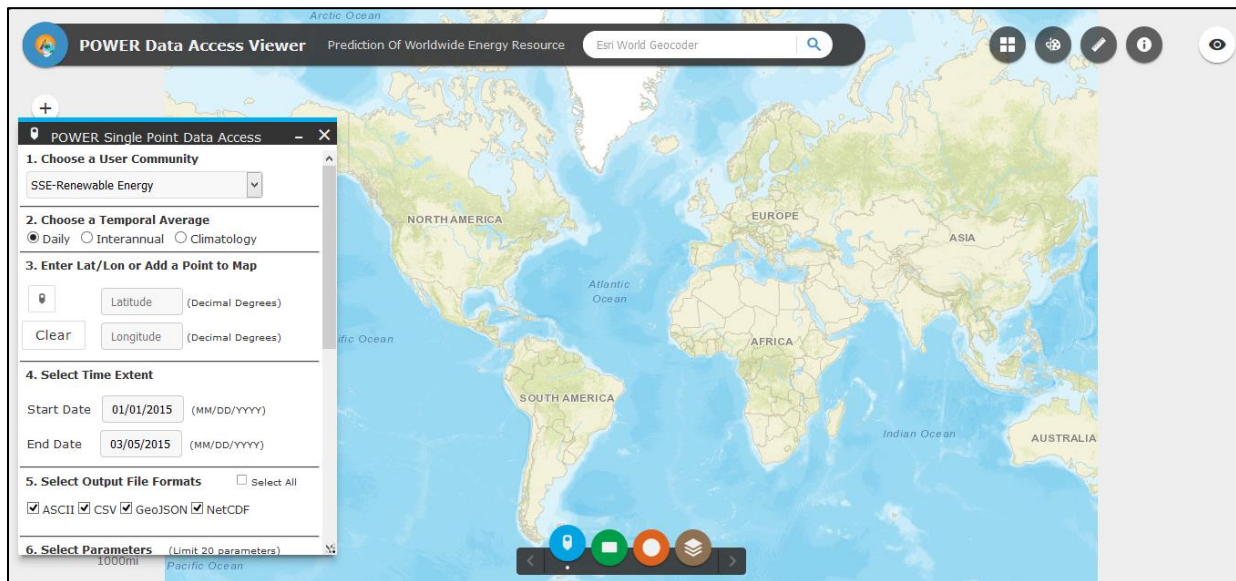 Arctic Ocean
POWER Data Access Viewer Prediction Of Worldwide Energy Resource Esri World Geocoder
+
POWER Single Point Data Access
1. Choose a User Community
SSE-Renewable Energy
2. Choose a Temporal Average
Daily Interannual Climatology
3. Enter Lat/Lon or Add a Point to Map
Latitude (Decimal Degrees)
Clear Longitude (Decimal Degrees)
4. Select Time Extent
Start Date 01/01/2015 (MM/DD/YYYY)
End Date 03/05/2015 (MM/DD/YYYY)
5. Select Output File Formats Select All
ASCII CSV GeoJSON NetCDF
6. Select Parameters (Limit 20 parameters)
1000mi
Pacific Ocean
NORTH AMERICA
EUROPE
ASIA
Atlantic
Ocean
AFRICA
SOUTH AMERICA
Indian Ocean
AUSTRALIA